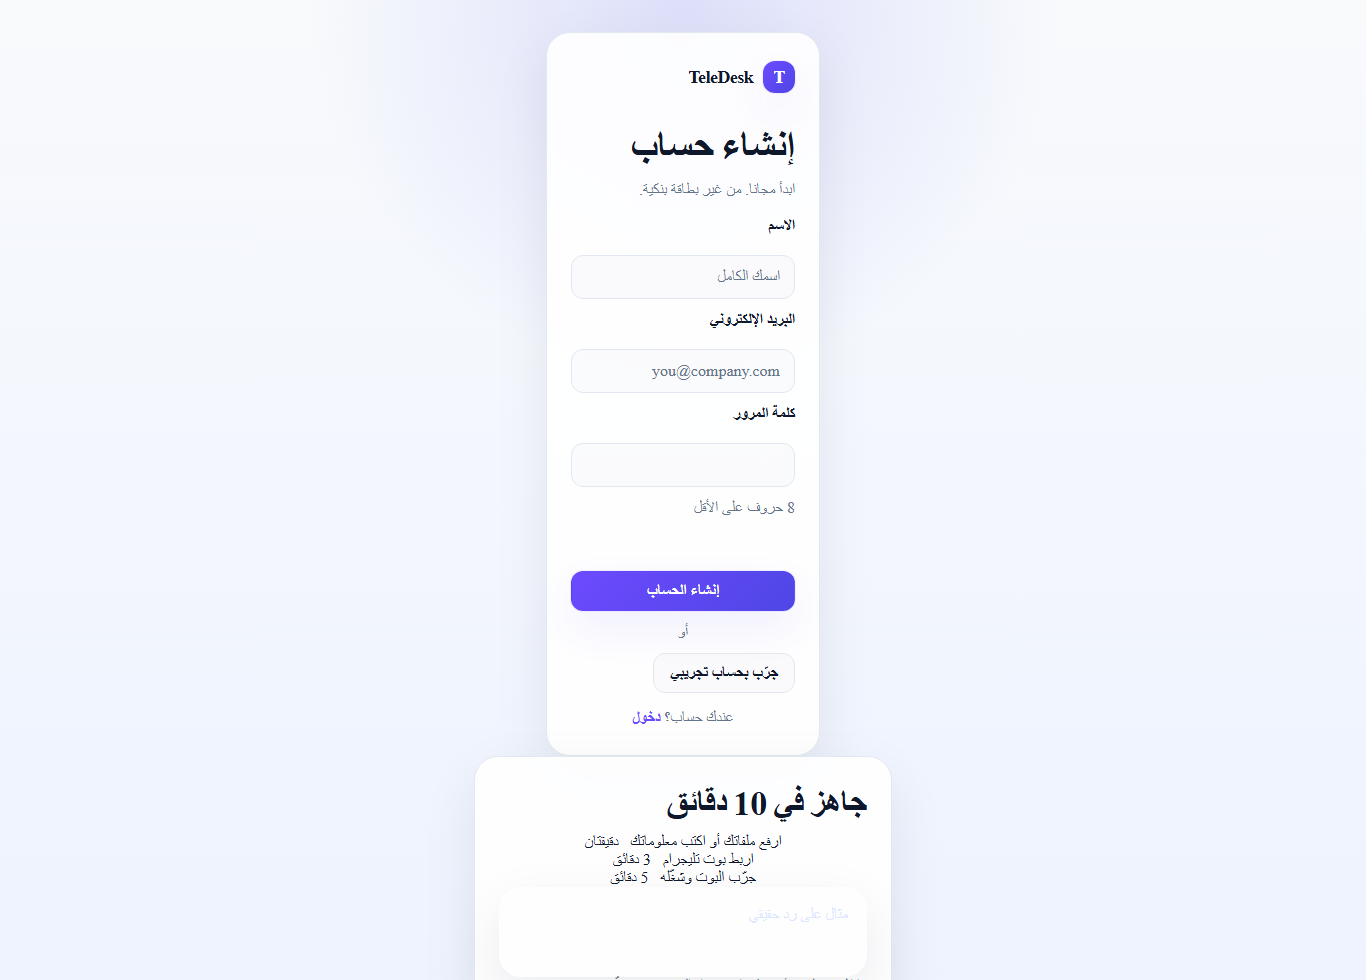 TeleDesk T
إنشاء حساب
ابدأ مجانا. من غير بطاقة بنكية.
الاسم
اسمك الكامل
البريد الإلكتروني
you@company.com
كلمة المرور
8 حروف على الأقل
إنشاء الحساب
أو
جرّب بحساب تجريبي
عندك حساب؟ دخول
جاهز في 10 دقائق
ارفع ملفاتك أو اكتب معلوماتك دقيقتان
اربط بوت تليجرام 3 دقائق
جرّب البوت وشغّله 5 دقائق
مثال على رد حقيقي